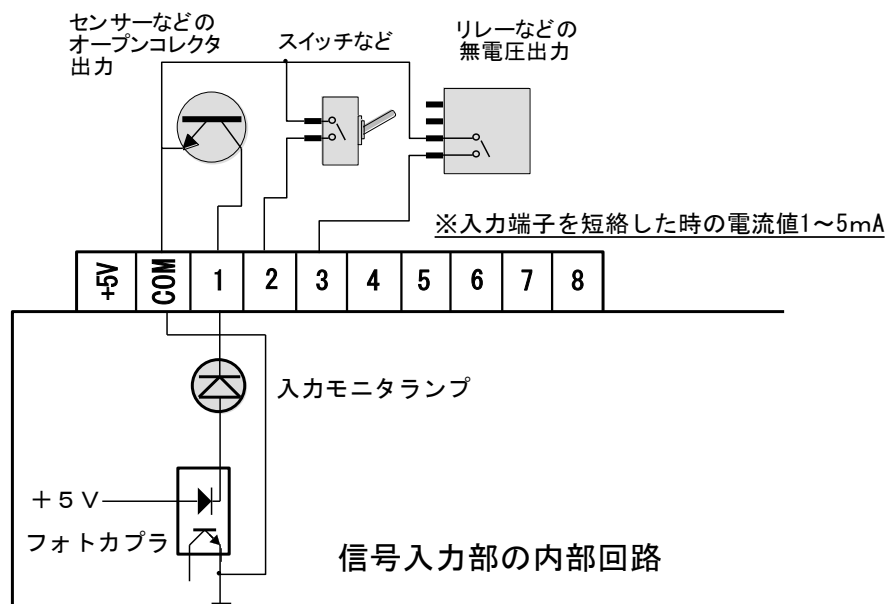 センサーなどの
オープンコレクタ
出力
スイッチなど
リレーなどの
無電圧出力
※入力端子を短絡した時の電流値1～5mA
+5V COM 1 2 3 4 5 6 7 8
入力モニタランプ
＋５Ｖ
フォトカプラ
信号入力部の内部回路